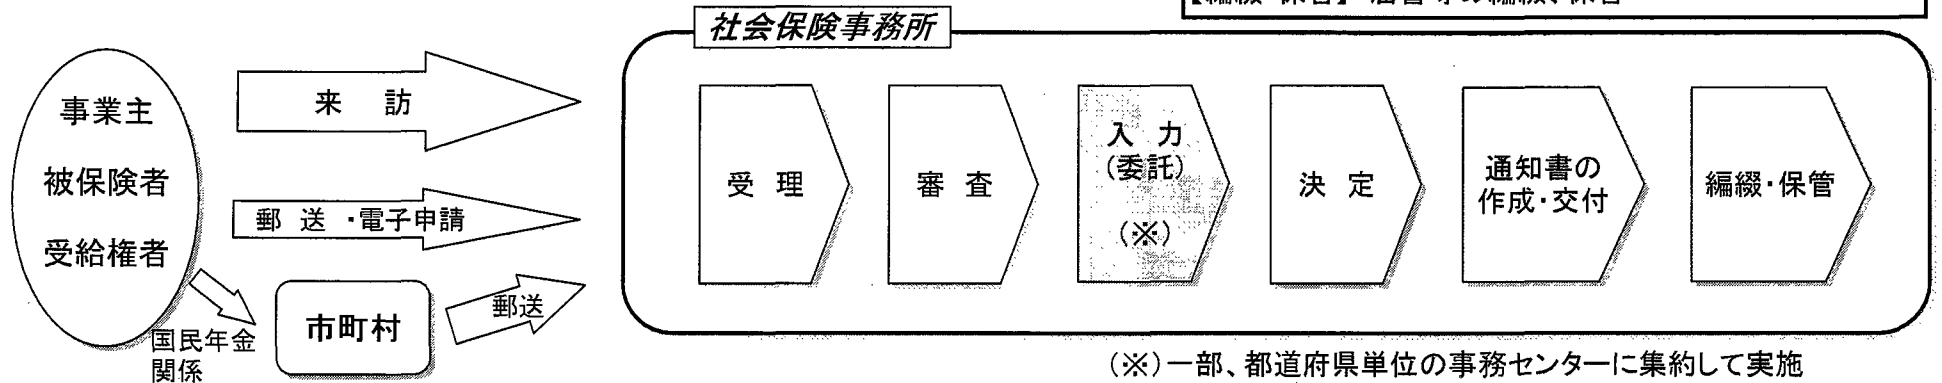 社会保険事務所
事業主
被保険者
受給権者
来　訪
郵　送　・電子申請
国民年金
関係
市町村
郵送
受　理
審　査
入　力
(委託)
(※)
決　定
通知書の
作成・交付
編綴・保管
(※)一部、都道府県単位の事務センターに集約して実施